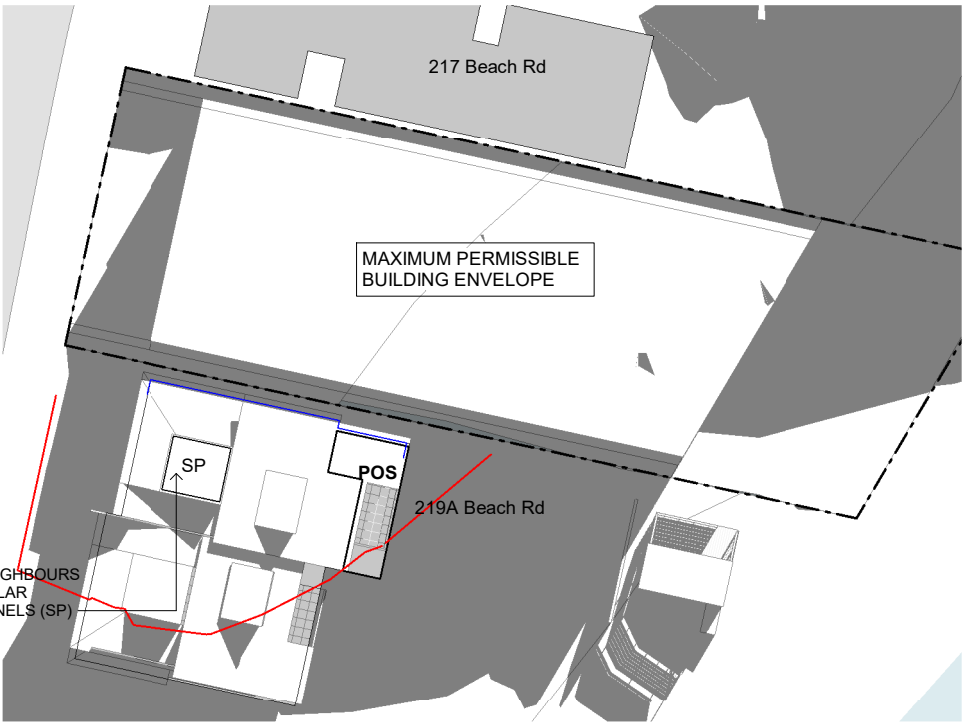 217 Beach Rd
MAXIMUM PERMISSIBLE
BUILDING ENVELOPE
SP
POS
219A Beach Rd
GHBOURS
LAR
NELS (SP)